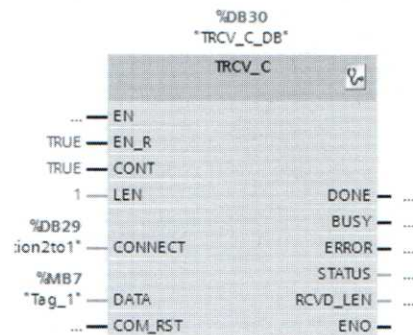 %DB30
"TRCV_C_DB"
TRCV_C
... EN
TRUE EN_R
TRUE CONT
1 LEN DONE ...
BUSY ...
%DB29
:ion2to1" CONNECT ERROR ...
STATUS ...
%MB7
"Tag_1" DATA RCVD_LEN ...
... COM_RST ENO